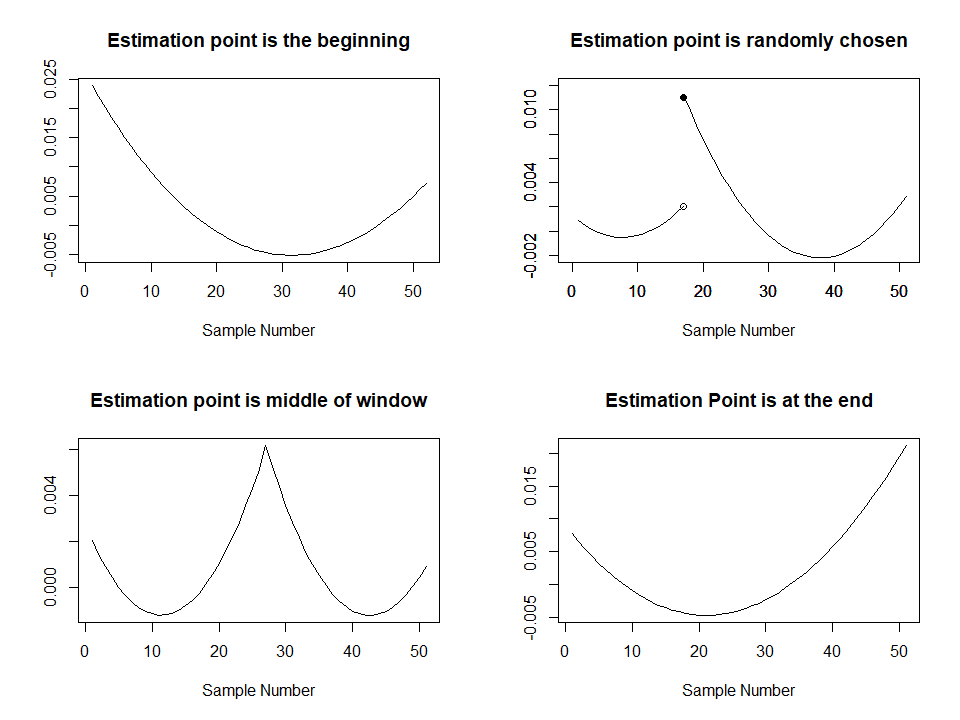 Estimation point is the beginning
0.025
0.015
0.005
-0.005
0 10 20 30 40 50
Sample Number
Estimation point is randomly chosen
0.010
0.004
-0.002
0 10 20 30 40 50
Sample Number
Estimation point is middle of window
0.004
0.000
0 10 20 30 40 50
Sample Number
Estimation Point is at the end
0.015
0.005
-0.005
0 10 20 30 40 50
Sample Number